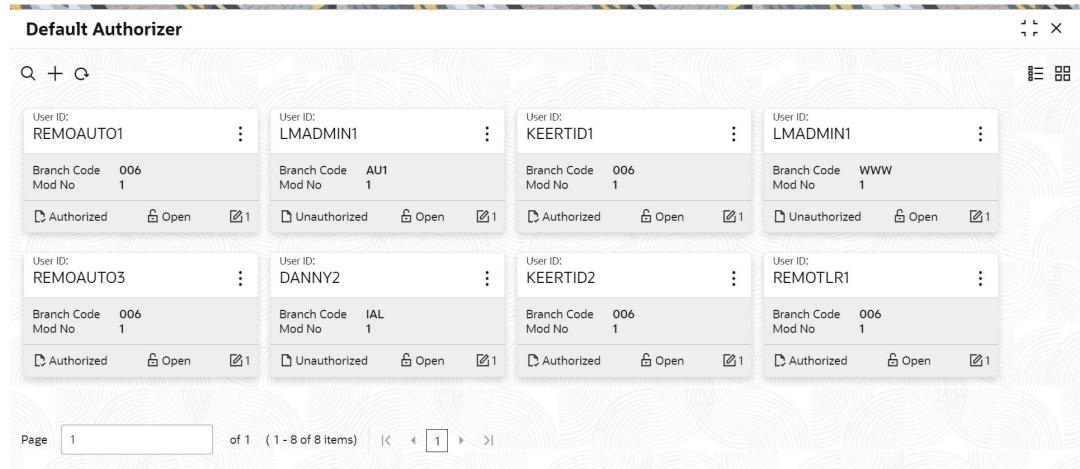 Default Authorizer
User ID: User ID: User ID: User ID:
REMOAUTO1 LMADMIN1 KEERTID1 LMADMIN1
Branch Code 006 Branch Code AU1 Branch Code 006 Branch Code WWW
Mod No 1 Mod No 1 Mod No 1 Mod No 1
Authorized Open 1 Unauthorized Open 1 Authorized Open 1 Unauthorized Open 1
User ID: User ID: User ID: User ID:
REMOAUTO3 DANNY2 KEERTID2 REMOTLR1
Branch Code 006 Branch Code IAL Branch Code 006 Branch Code 006
Mod No 1 Mod No 1 Mod No 1 Mod No 1
Authorized Open 1 Unauthorized Open 1 Authorized Open 1 Authorized Open 1
Page 1 of 1 ( 1 - 8 of 8 items) 1